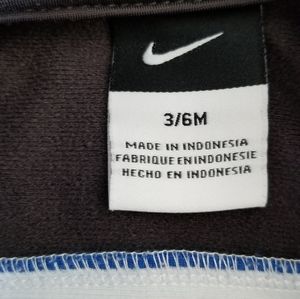 3/6M
MADE IN INDONESIA
FABRIQUE EN INDONESIE
HECHO EN INDONESIA